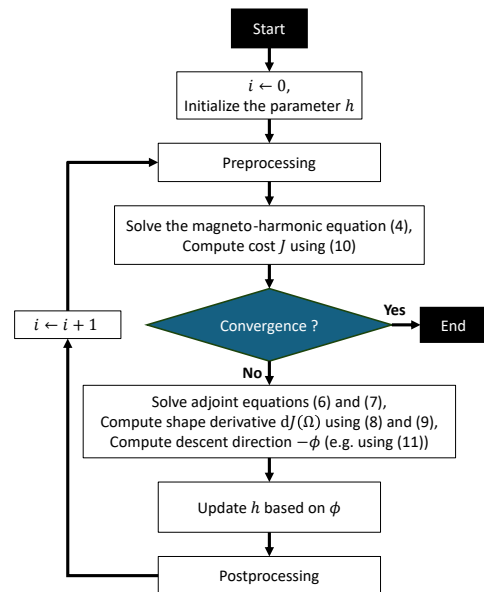 Start
i ← 0,
Initialize the parameter h
Preprocessing
Solve the magneto-harmonic equation (4),
Compute cost J using (10)
Convergence ?
Yes
End
i ← i + 1
No
Solve adjoint equations (6) and (7),
Compute shape derivative dJ(Ω) using (8) and (9),
Compute descent direction −ϕ (e.g. using (11))
Update h based on ϕ
Postprocessing